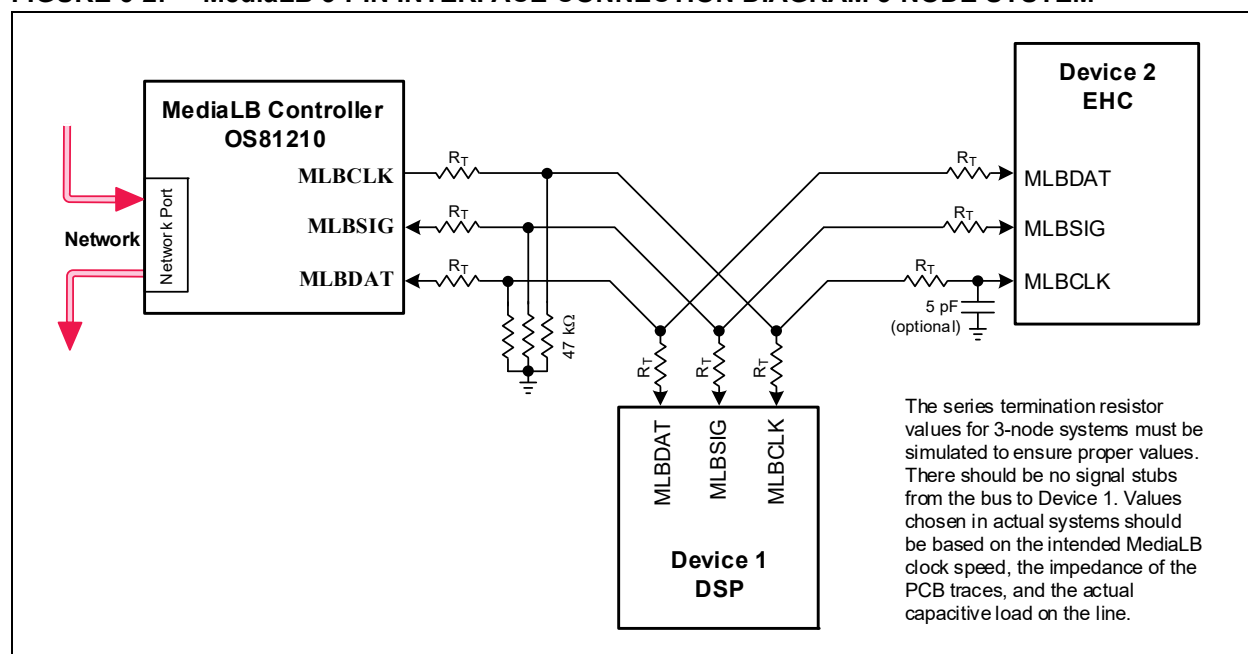 MediaLB Controller
OS81210
MLBCLK
MLBSIG
MLBDAT
Network Port
Network
RT
RT
RT
47 kΩ
Device 2
EHC
RT
MLBDAT
RT
MLBSIG
RT
MLBCLK
5 pF
(optional)
RT
RT
RT
MLBDAT
MLBSIG
MLBCLK
Device 1
DSP
The series termination resistor
values for 3-node systems must be
simulated to ensure proper values.
There should be no signal stubs
from the bus to Device 1. Values
chosen in actual systems should
be based on the intended MediaLB
clock speed, the impedance of the
PCB traces, and the actual
capacitive load on the line.